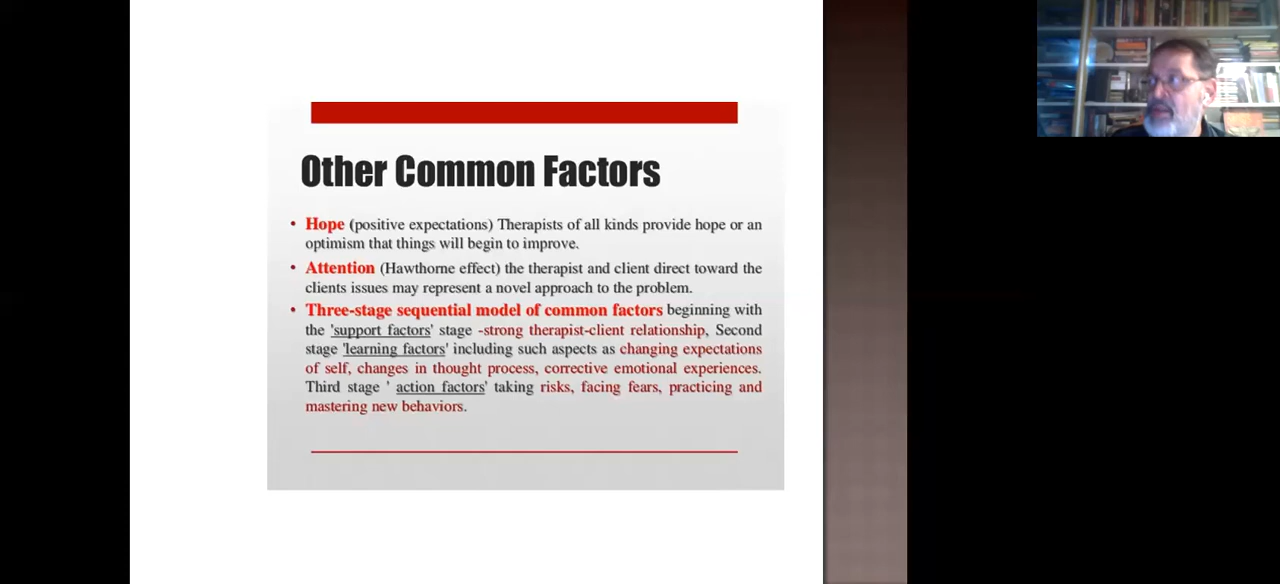 Other Common Factors
• Hope (positive expectations) Therapists of all kinds provide hope or an
optimism that things will begin to improve.
• Attention (Hawthorne effect) the therapist and client direct toward the
clients issues may represent a novel approach to the problem.
• Three-stage sequential model of common factors beginning with
the 'support factors' stage -strong therapist-client relationship, Second
stage 'learning factors' including such aspects as changing expectations
of self, changes in thought process, corrective emotional experiences.
Third stage ' action factors' taking risks, facing fears, practicing and
mastering new behaviors.